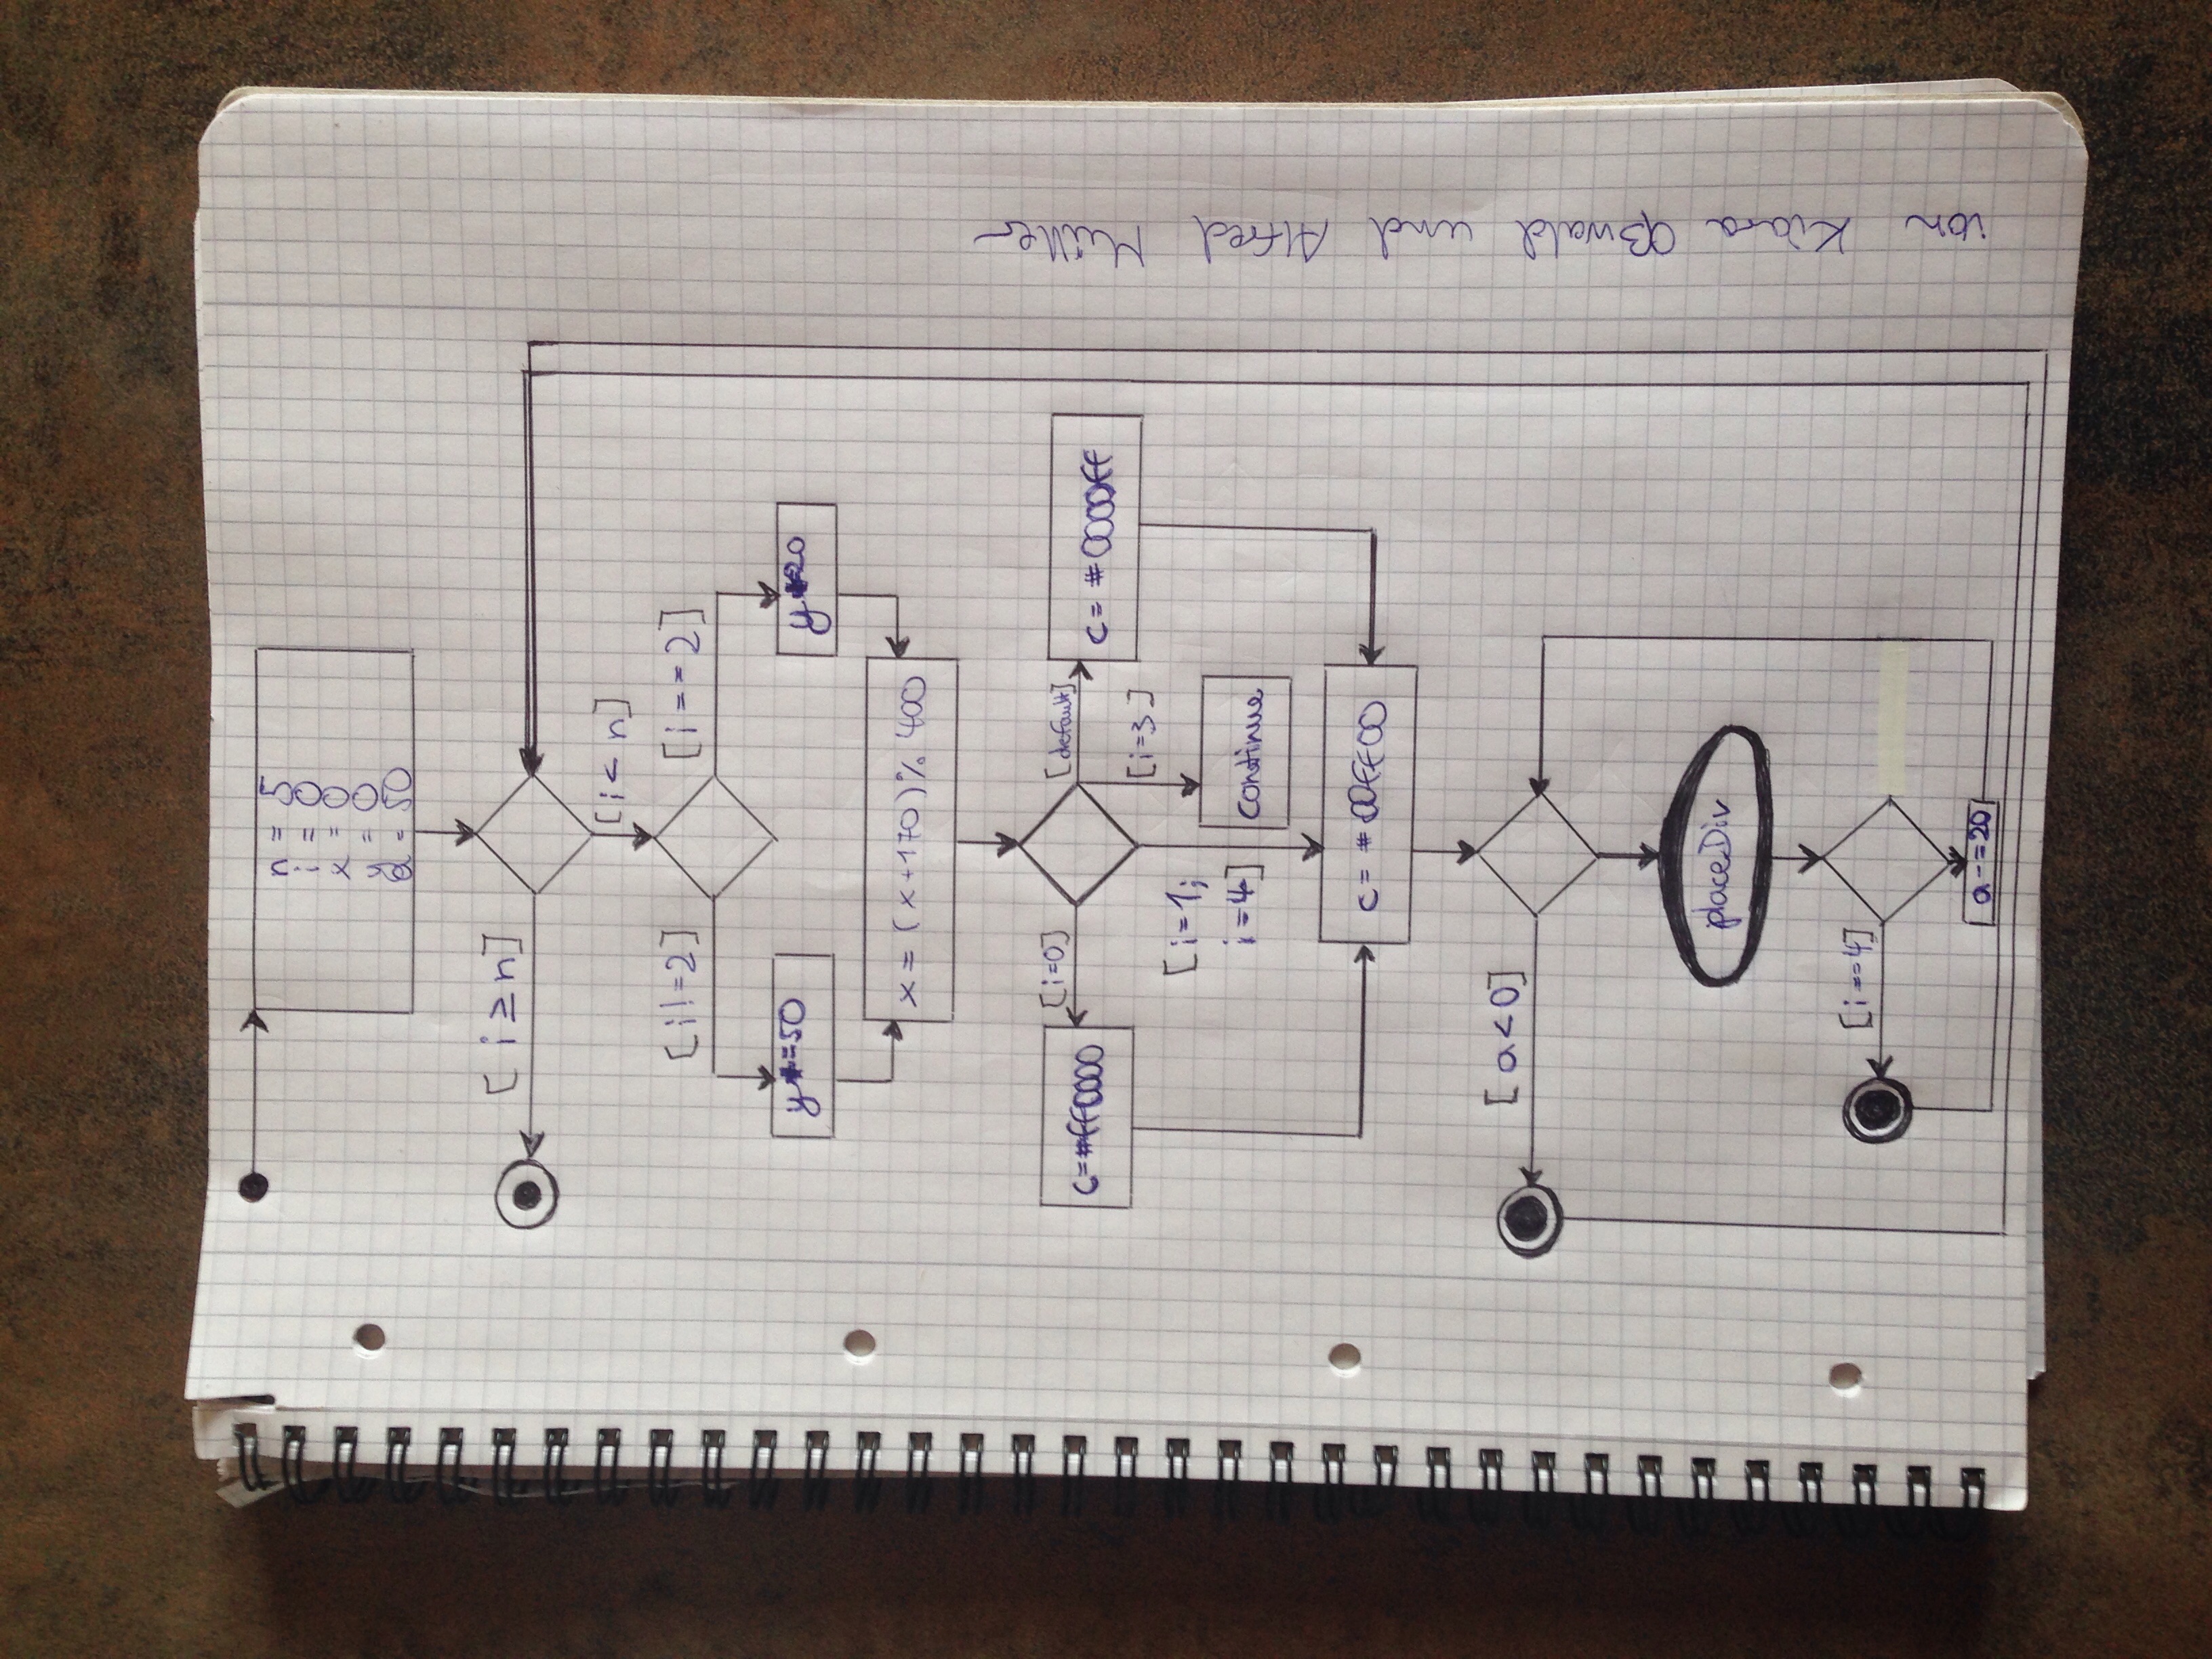 n = 5
i = 0
x = 0
y = 0
a = 50
[ i ≥ n ]
[ i < n ]
[ i != 2 ]
[ i == 2 ]
=50
20
x = (x+170) % 400
[i=0]
[default]
c=#ff0000
c= #0000ff
[i=3]
[ i=1;
i=4]
continue
c= #00ff00
[ a<0 ]
placeDiv
[i==4]
a-=20
von Kiara Oßwald und Alfred Müller